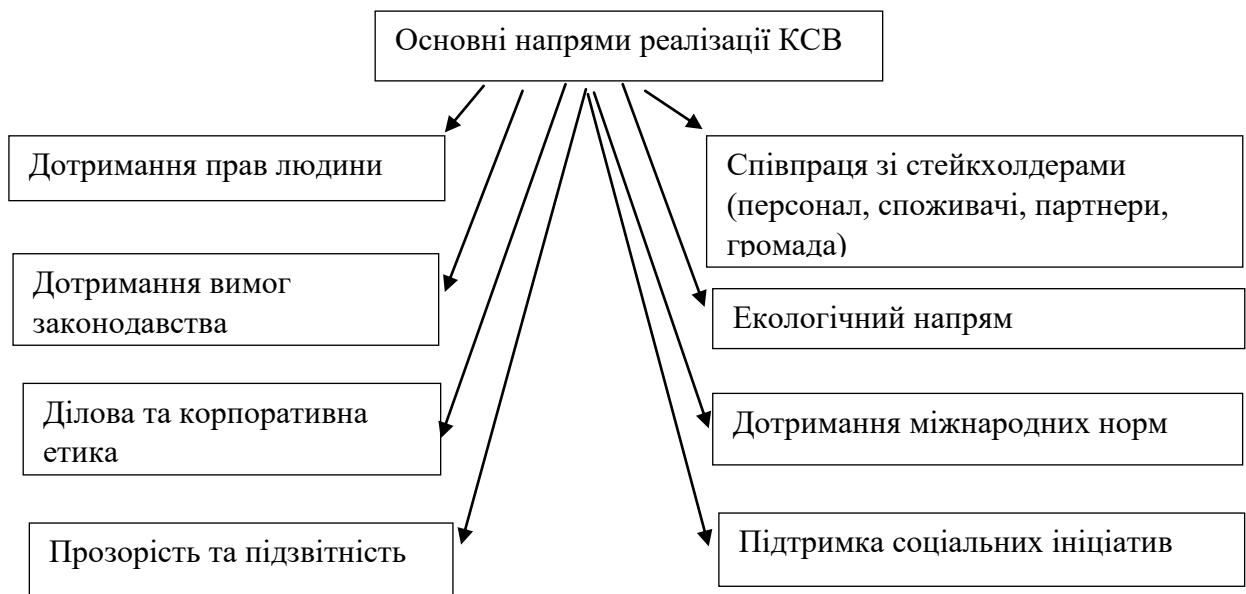 Основні напрями реалізації КСВ
Дотримання прав людини
Співпраця зі стейкхолдерами
(персонал, споживачі, партнери,
громада)
Дотримання вимог
законодавства
Екологічний напрям
Ділова та корпоративна
етика
Дотримання міжнародних норм
Прозорість та підзвітність
Підтримка соціальних ініціатив